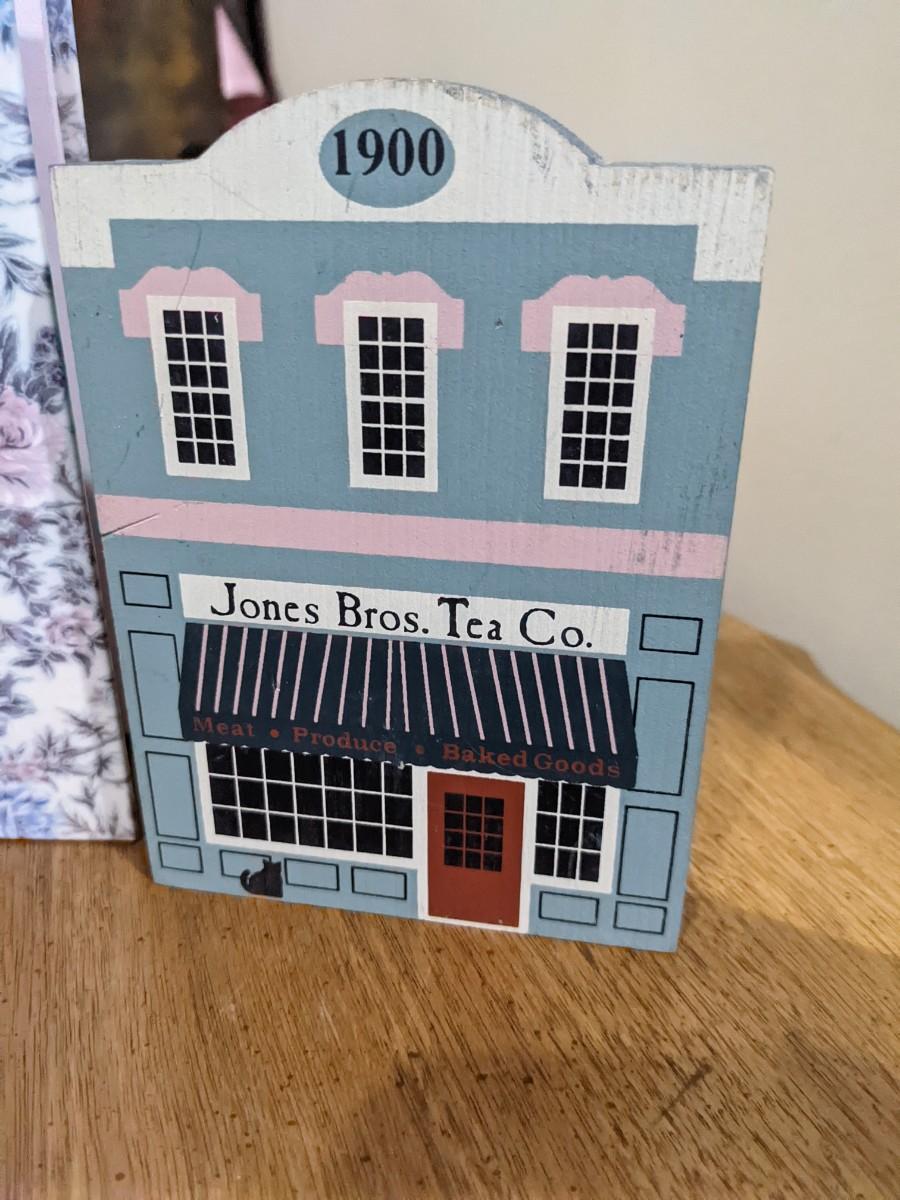 1900
Jones Bros. Tea Co.
Meat • Produce • Baked Goods